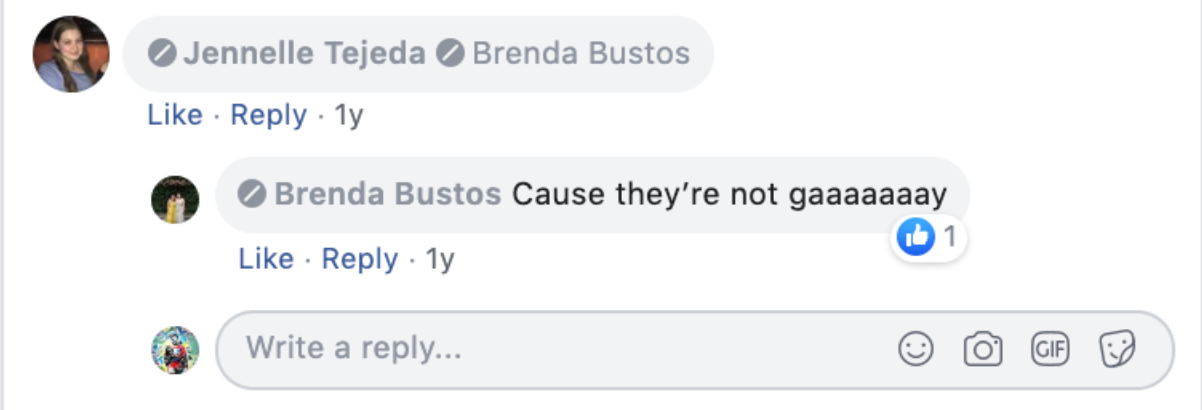 Jennelle Tejeda Brenda Bustos
Like · Reply · 1y
Brenda Bustos Cause they’re not gaaaaaaay
1
Like · Reply · 1y
Write a reply...
GIF